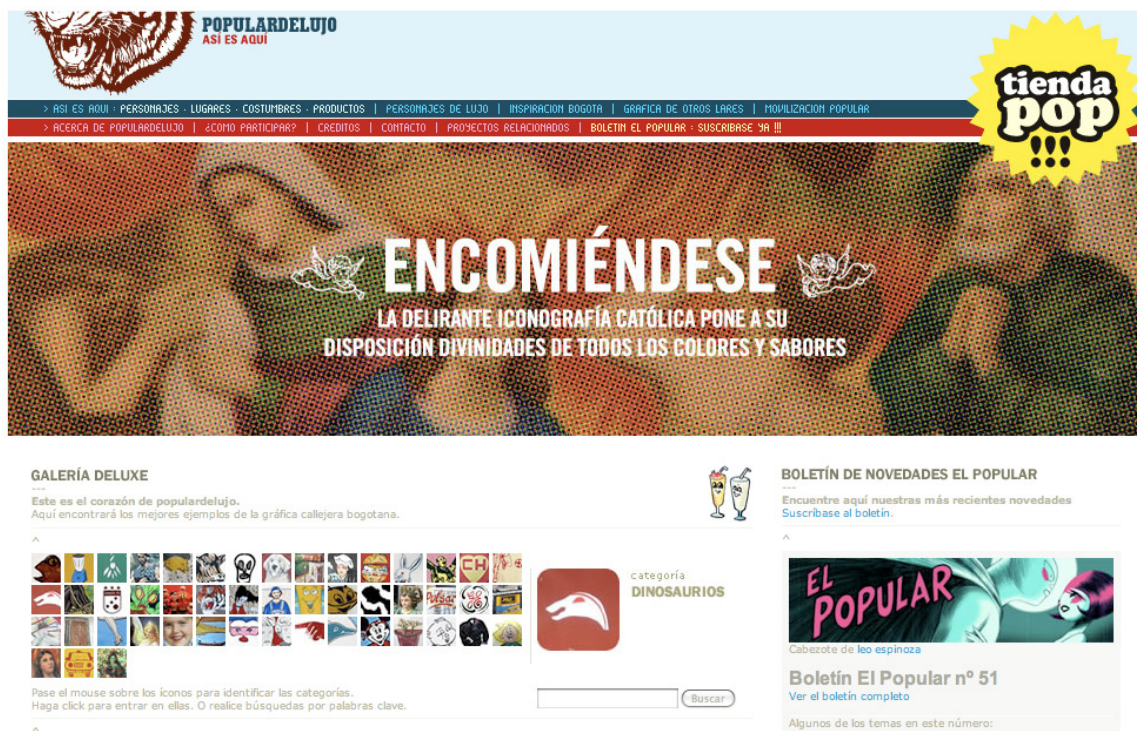 POPULARDELUJO
ASÍ ES AQUÍ
tienda
pop
!!!
> ASI ES AQUI : PERSONAJES · LUGARES · COSTUMBRES · PRODUCTOS | PERSONAJES DE LUJO | INSPIRACION BOGOTA | GRAFICA DE OTROS LARES | MOVILIZACION POPULAR
> ACERCA DE POPULARDELUJO | ¿COMO PARTICIPAR? | CREDITOS | CONTACTO | PROYECTOS RELACIONADOS | BOLETIN EL POPULAR : SUSCRIBASE YA !!!
ENCOMIÉNDESE
LA DELIRANTE ICONOGRAFÍA CATÓLICA PONE A SU
DISPOSICIÓN DIVINIDADES DE TODOS LOS COLORES Y SABORES
GALERÍA DELUXE
---
Este es el corazón de populardelujo.
Aquí encontrará los mejores ejemplos de la gráfica callejera bogotana.
^
CH
categoría
DINOSAURIOS
Pase el mouse sobre los íconos para identificar las categorías.
Haga click para entrar en ellas. O realice búsquedas por palabras clave.
Buscar
^
BOLETÍN DE NOVEDADES EL POPULAR
---
Encuentre aquí nuestras más recientes novedades
Suscríbase al boletín.
^
EL
POPULAR
Cabezote de leo espinoza
Boletín El Popular nº 51
Ver el boletín completo
Algunos de los temas en este número: